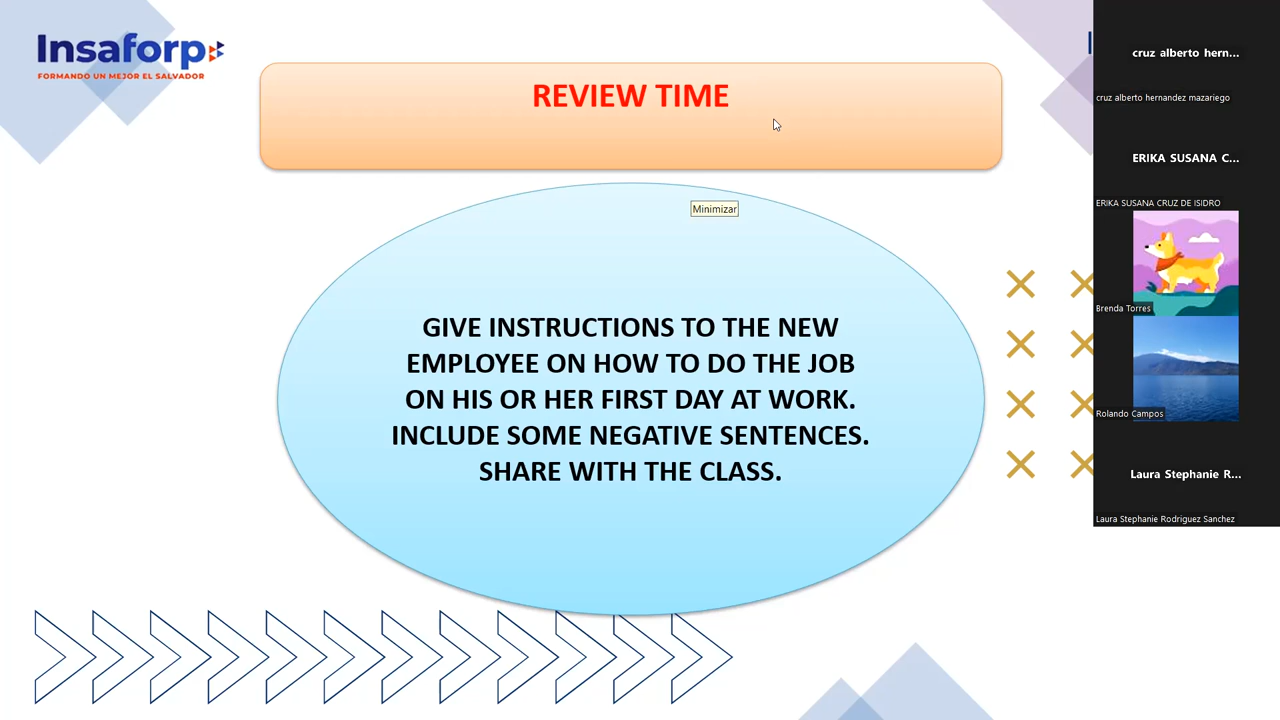 Insaforp
FORMANDO UN MEJOR EL SALVADOR
REVIEW TIME
Minimizar
GIVE INSTRUCTIONS TO THE NEW
EMPLOYEE ON HOW TO DO THE JOB
ON HIS OR HER FIRST DAY AT WORK.
INCLUDE SOME NEGATIVE SENTENCES.
SHARE WITH THE CLASS.
cruz alberto hern...
cruz alberto hernandez mazariego
ERIKA SUSANA C...
ERIKA SUSANA CRUZ DE ISIDRO
Brenda Torres
Rolando Campos
Laura Stephanie R...
Laura Stephanie Rodriguez Sanchez